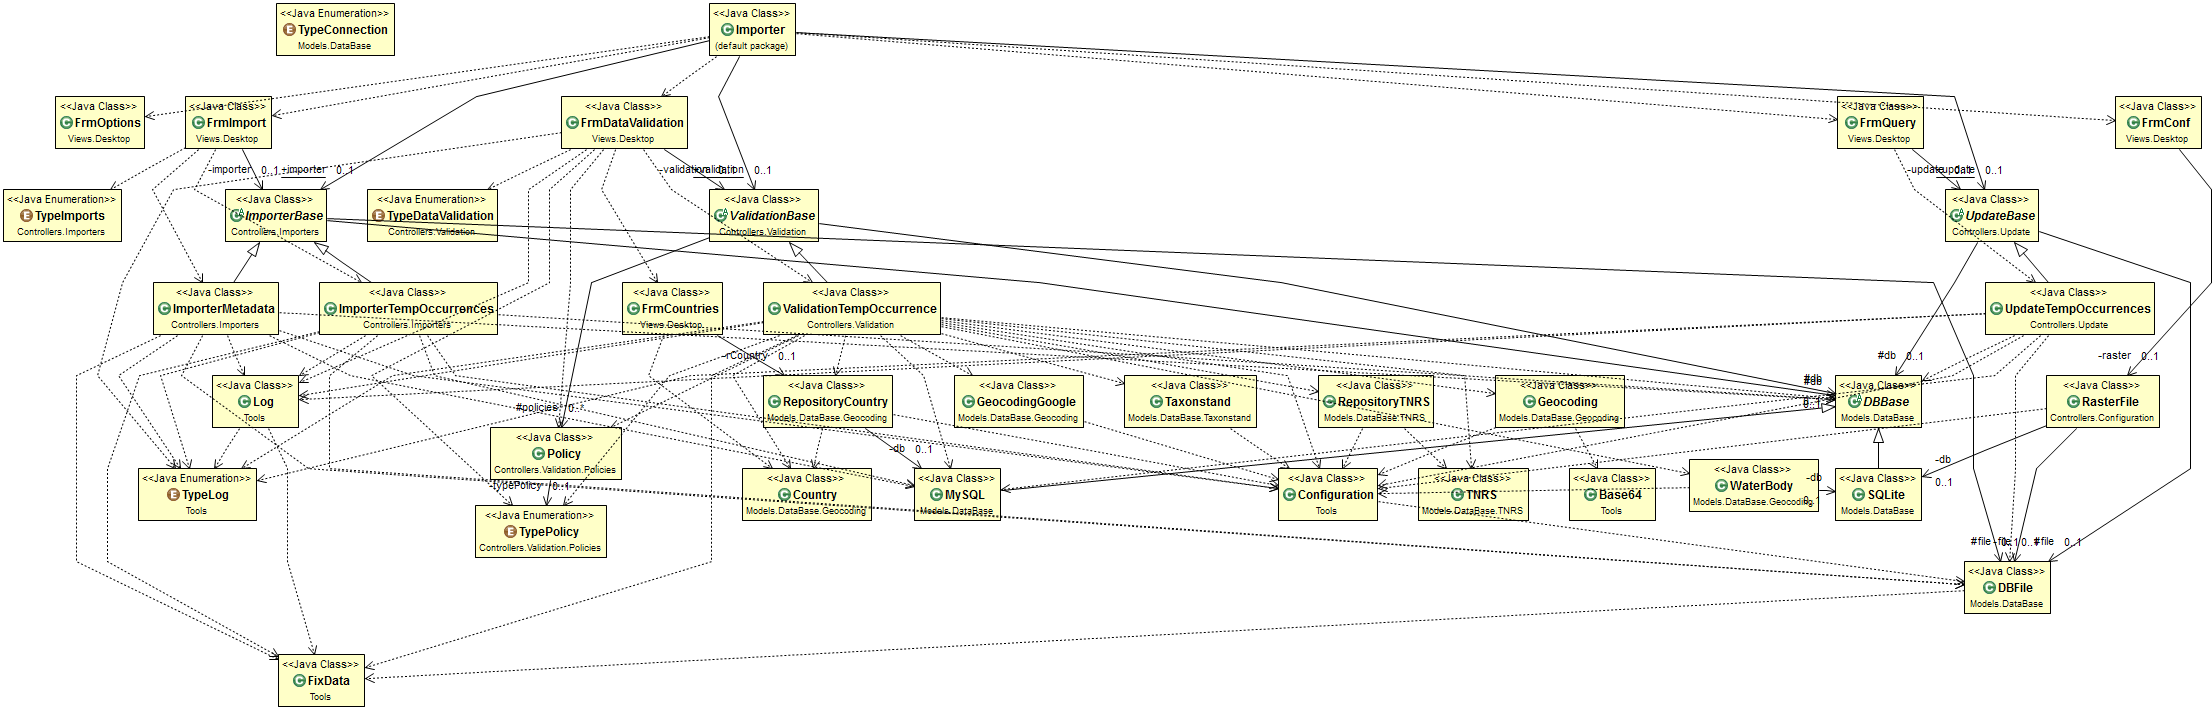 <<Java Enumeration>>
TypeConnection
Models.DataBase
<<Java Class>>
Importer
(default package)
<<Java Class>>
FrmOptions
Views.Desktop
<<Java Class>>
FrmImport
Views.Desktop
<<Java Class>>
FrmDataValidation
Views.Desktop
<<Java Class>>
FrmQuery
Views.Desktop
<<Java Class>>
FrmConf
Views.Desktop
-importer
0..1
-importer
0..1
-validation
0..1
0..1
-update
0..1
0..1
<<Java Enumeration>>
TypeImports
Controllers.Importers
<<Java Class>>
ImporterBase
Controllers.Importers
<<Java Enumeration>>
TypeDataValidation
Controllers.Validation
<<Java Class>>
ValidationBase
Controllers.Validation
<<Java Class>>
UpdateBase
Controllers.Update
<<Java Class>>
ImporterMetadata
Controllers.Importers
<<Java Class>>
ImporterTempOccurrences
Controllers.Importers
<<Java Class>>
FrmCountries
Views.Desktop
<<Java Class>>
ValidationTempOccurrence
Controllers.Validation
<<Java Class>>
UpdateTempOccurrences
Controllers.Update
-rCountry
0..1
#db
0..1
-raster
0..1
<<Java Class>>
Log
Tools
<<Java Class>>
RepositoryCountry
Models.DataBase.Geocoding
<<Java Class>>
GeocodingGoogle
Models.DataBase.Geocoding
<<Java Class>>
Taxonstand
Models.DataBase.Taxonstand
<<Java Class>>
RepositoryTNRS
Models.DataBase.TNRS
<<Java Class>>
Geocoding
Models.DataBase.Geocoding
#db
#db
0..1
<<Java Class>>
DBBase
Models.DataBase
<<Java Class>>
RasterFile
Controllers.Configuration
#policies
0..*
<<Java Class>>
Policy
Controllers.Validation.Policies
-db
0..1
-db
0..1
<<Java Enumeration>>
TypeLog
Tools
-typePolicy
0..1
<<Java Enumeration>>
TypePolicy
Controllers.Validation.Policies
<<Java Class>>
Country
Models.DataBase.Geocoding
<<Java Class>>
MySQL
Models.DataBase
<<Java Class>>
Configuration
Tools
<<Java Class>>
TNRS
Models.DataBase.TNRS
<<Java Class>>
Base64
Tools
<<Java Class>>
WaterBody
Models.DataBase.Geocoding
-db
<<Java Class>>
SQLite
Models.DataBase
#file
-file
0..1
0..1
#file
0..1
<<Java Class>>
DBFile
Models.DataBase
<<Java Class>>
FixData
Tools